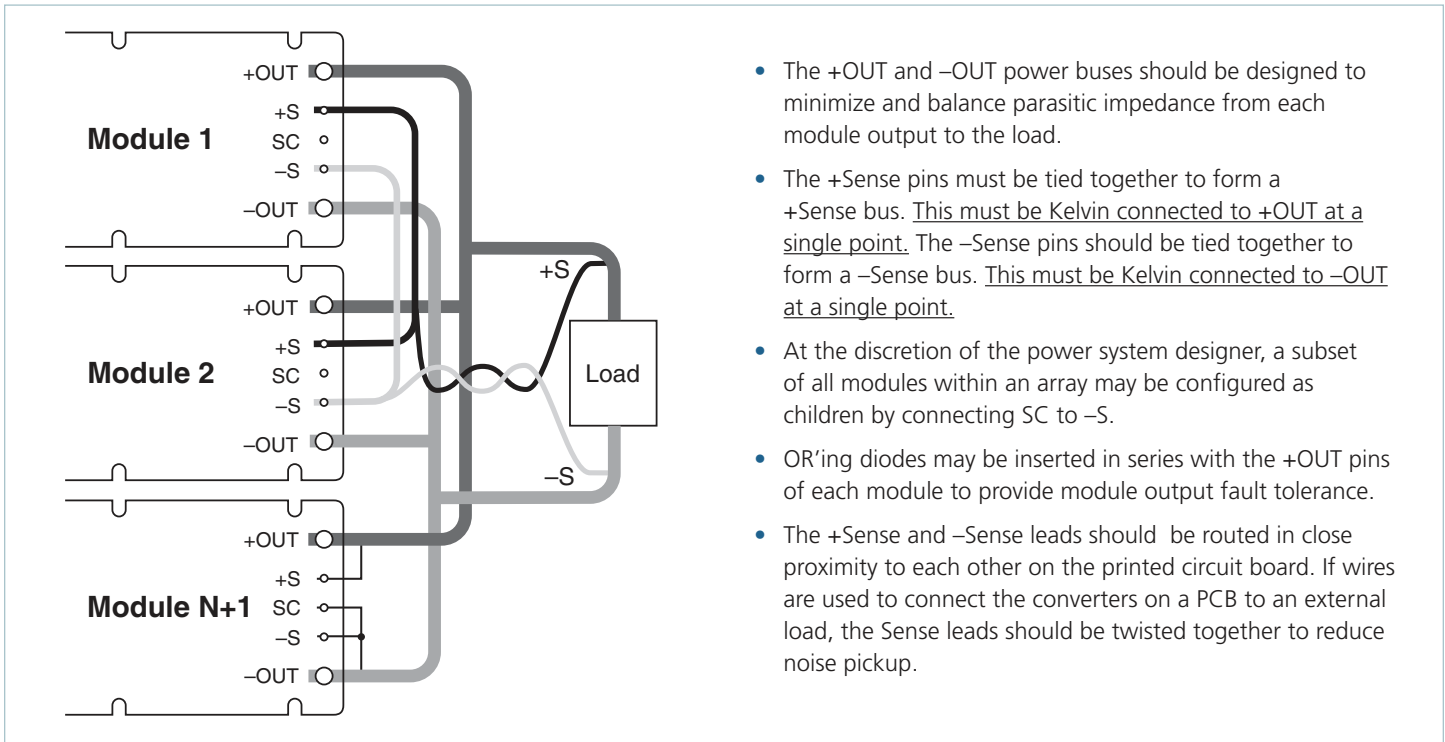 +OUT
+S
Module 1
SC
–S
–OUT
+OUT
+S
Module 2
SC
–S
–OUT
+OUT
+S
Module N+1
SC
–S
–OUT
+S
Load
–S
• The +OUT and –OUT power buses should be designed to
minimize and balance parasitic impedance from each
module output to the load.
• The +Sense pins must be tied together to form a
+Sense bus. This must be Kelvin connected to +OUT at a
single point. The –Sense pins should be tied together to
form a –Sense bus. This must be Kelvin connected to –OUT
at a single point.
• At the discretion of the power system designer, a subset
of all modules within an array may be configured as
children by connecting SC to –S.
• OR’ing diodes may be inserted in series with the +OUT pins
of each module to provide module output fault tolerance.
• The +Sense and –Sense leads should be routed in close
proximity to each other on the printed circuit board. If wires
are used to connect the converters on a PCB to an external
load, the Sense leads should be twisted together to reduce
noise pickup.